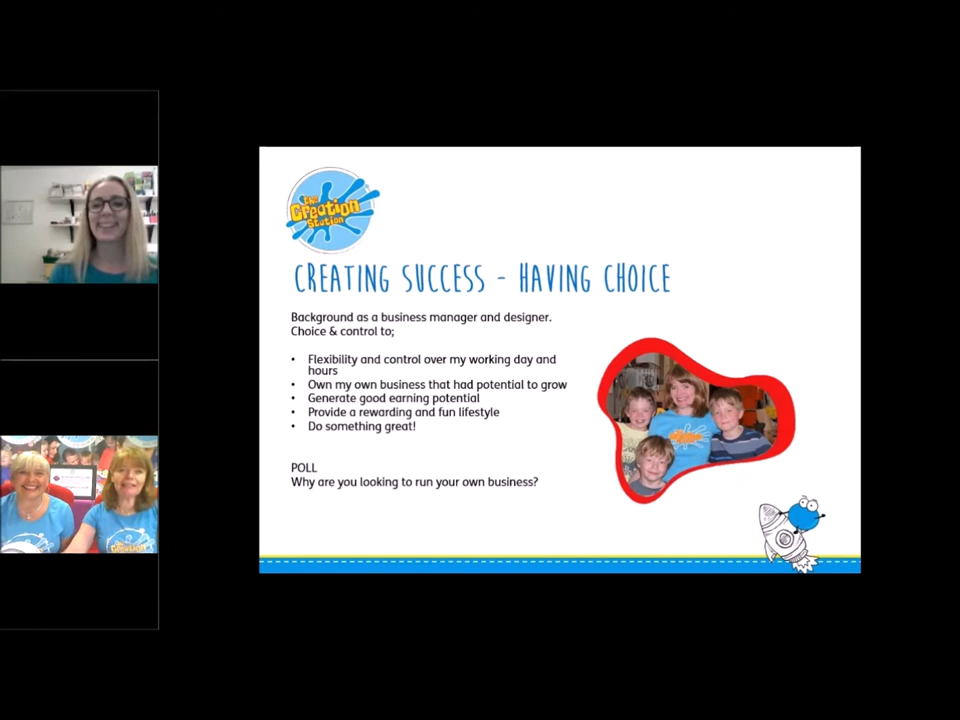 the
Creation
Station
CREATING SUCCESS - HAVING CHOICE
Background as a business manager and designer.
Choice & control to;
• Flexibility and control over my working day and
hours
• Own my own business that had potential to grow
• Generate good earning potential
• Provide a rewarding and fun lifestyle
• Do something great!
POLL
Why are you looking to run your own business?